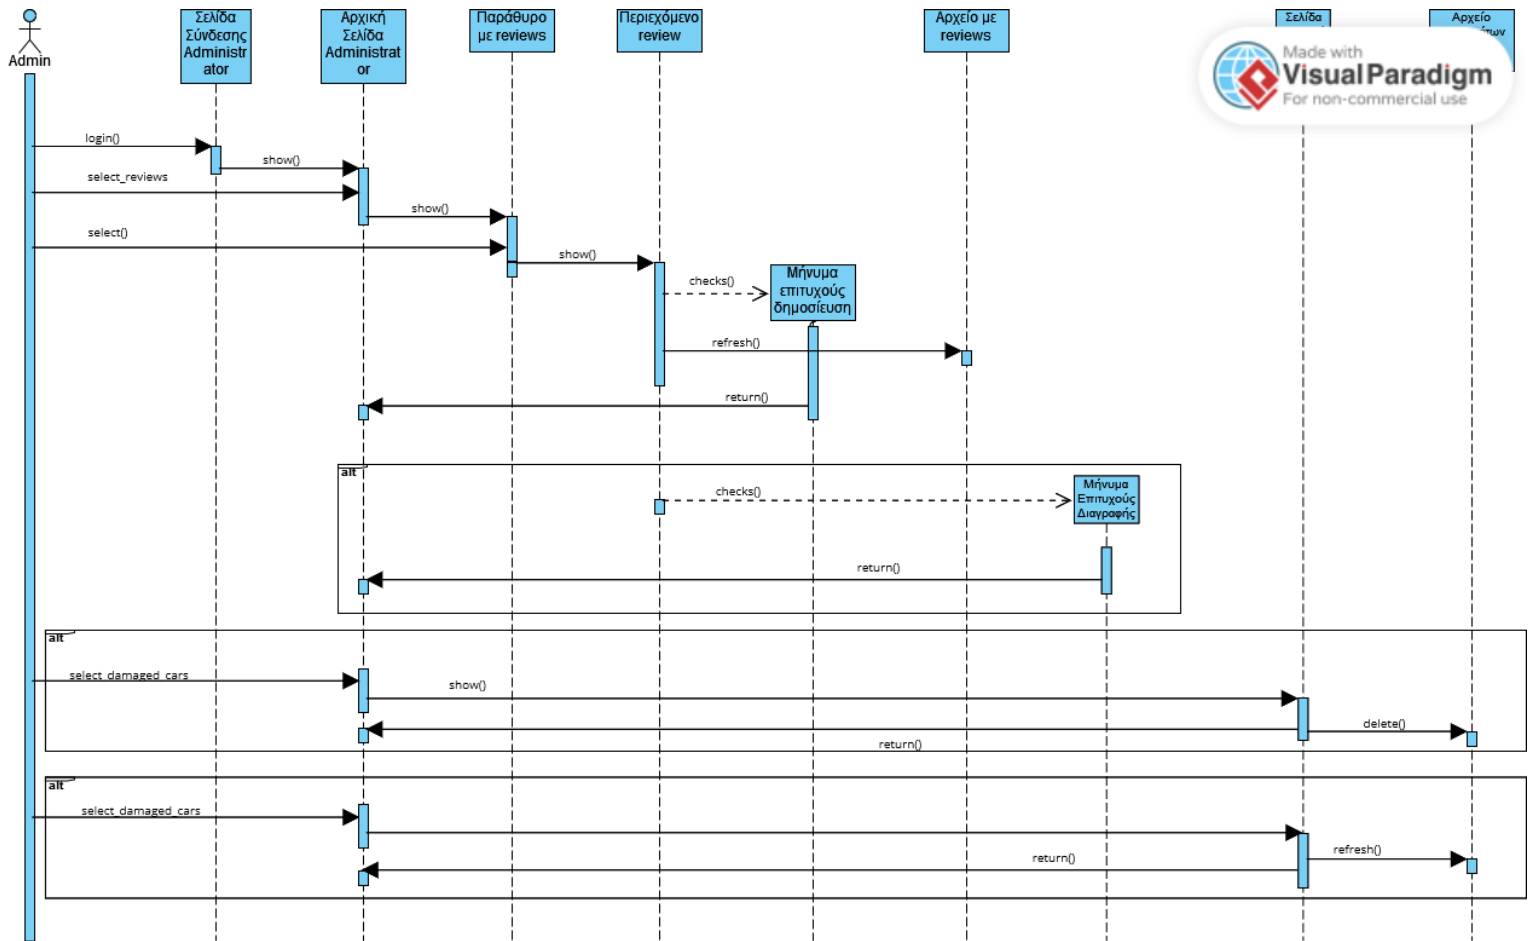 Admin
Σελίδα
Σύνδεσης
Administr
ator
Αρχική
Σελίδα
Administrat
or
Παράθυρο
με reviews
Περιεχόμενο
review
Αρχείο με
reviews
Σελίδα
Αρχείο
Made with
Visual Paradigm
For non-commercial use
login()
show()
select_reviews
show()
select()
show()
checks()
Μήνυμα
επιτυχούς
δημοσίευση
refresh()
return()
alt
checks()
Μήνυμα
Επιτυχούς
Διαγραφής
return()
alt
select_damaged_cars
show()
delete()
return()
alt
select_damaged_cars
refresh()
return()